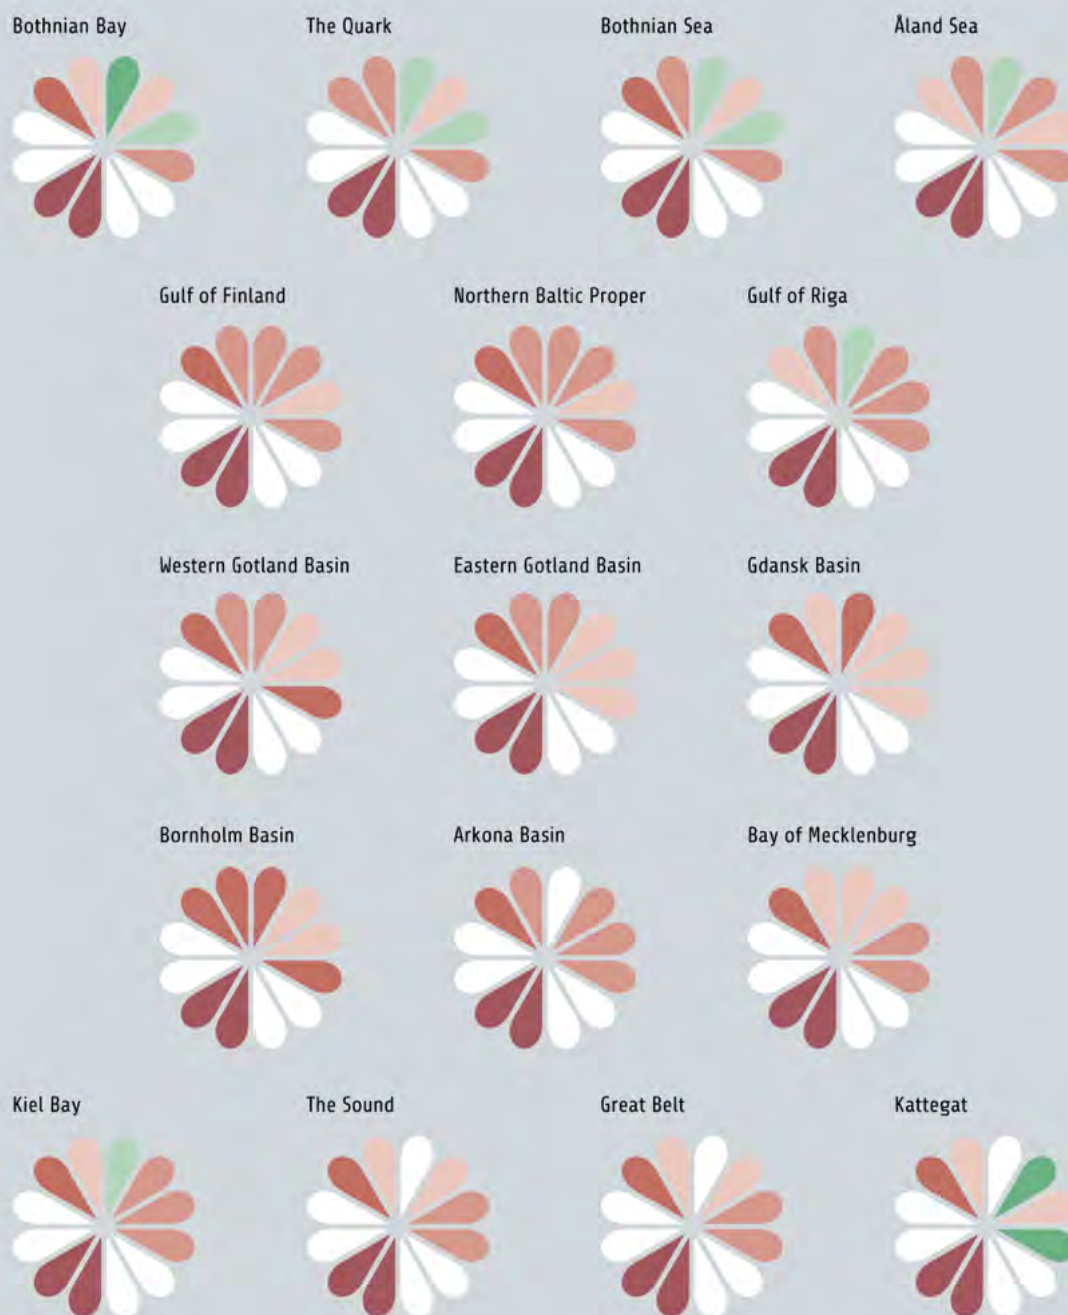 Bothnian Bay
The Quark
Bothnian Sea
Åland Sea
Gulf of Finland
Northern Baltic Proper
Gulf of Riga
Western Gotland Basin
Eastern Gotland Basin
Gdansk Basin
Bornholm Basin
Arkona Basin
Bay of Mecklenburg
Kiel Bay
The Sound
Great Belt
Kattegat